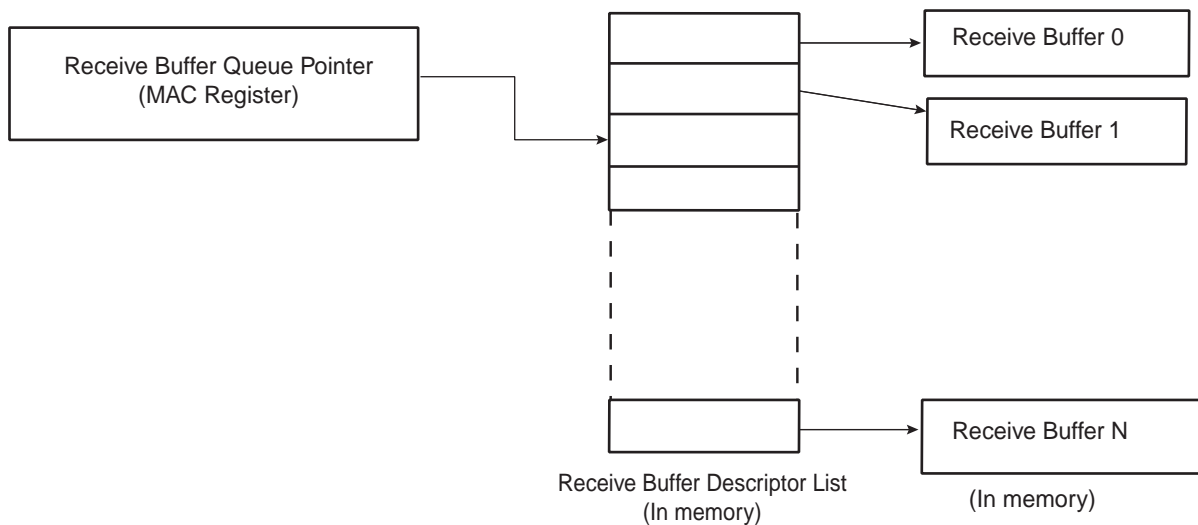 Receive Buffer Queue Pointer
(MAC Register)
Receive Buffer 0
Receive Buffer 1
Receive Buffer N
Receive Buffer Descriptor List
(In memory)
(In memory)